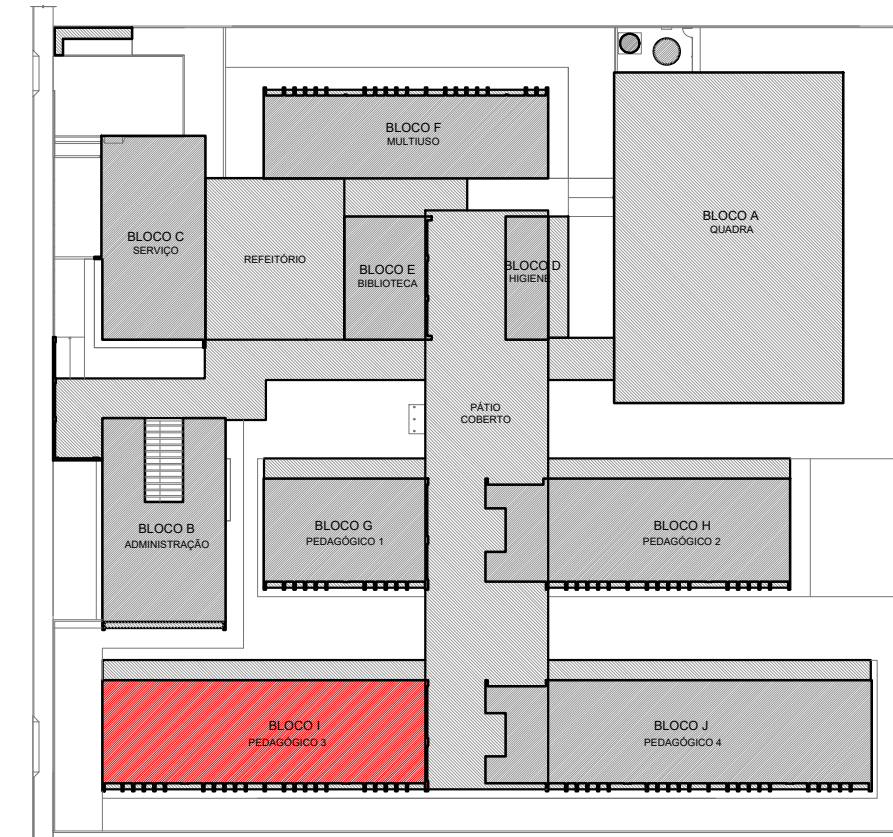 BLOCO F
MULTIUSO
BLOCO A
QUADRA
BLOCO C
SERVIÇO
REFEITÓRIO
BLOCO E
BIBLIOTECA
BLOCO D
HIGIENE
PÁTIO
COBERTO
BLOCO B
ADMINISTRAÇÃO
BLOCO G
PEDAGÓGICO 1
BLOCO H
PEDAGÓGICO 2
BLOCO I
PEDAGÓGICO 3
BLOCO J
PEDAGÓGICO 4